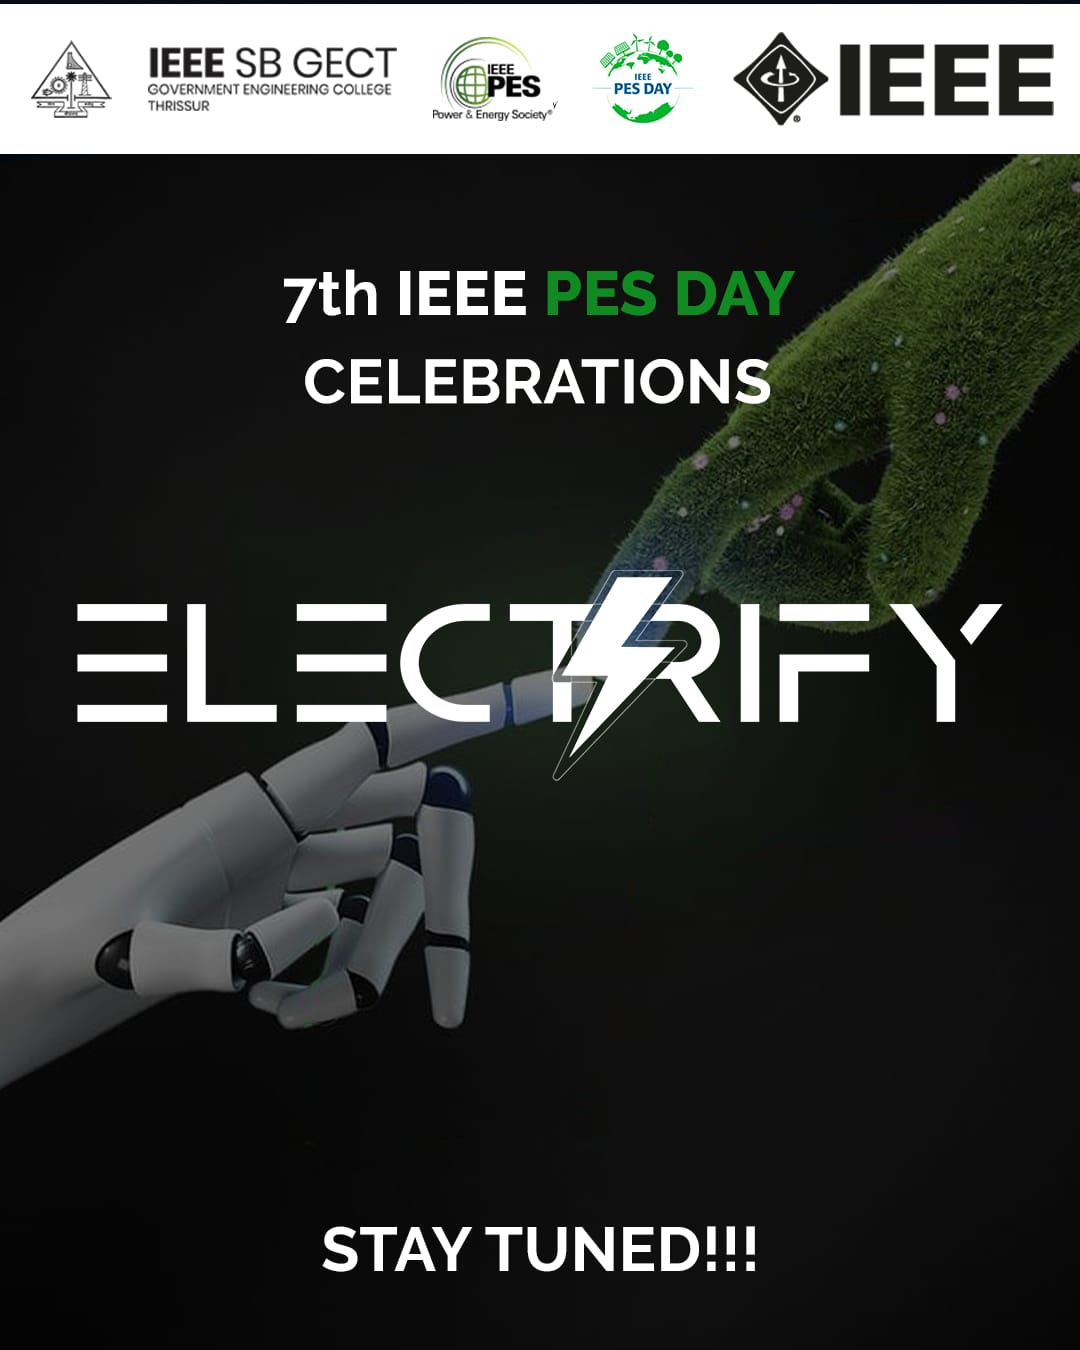 IEEE SB GECT
GOVERNMENT ENGINEERING COLLEGE
THRISSUR
IEEE
PES
Power & Energy Society®
IEEE
PES DAY
IEEE
®
7th IEEE PES DAY
CELEBRATIONS
ELECTRIFY
STAY TUNED!!!